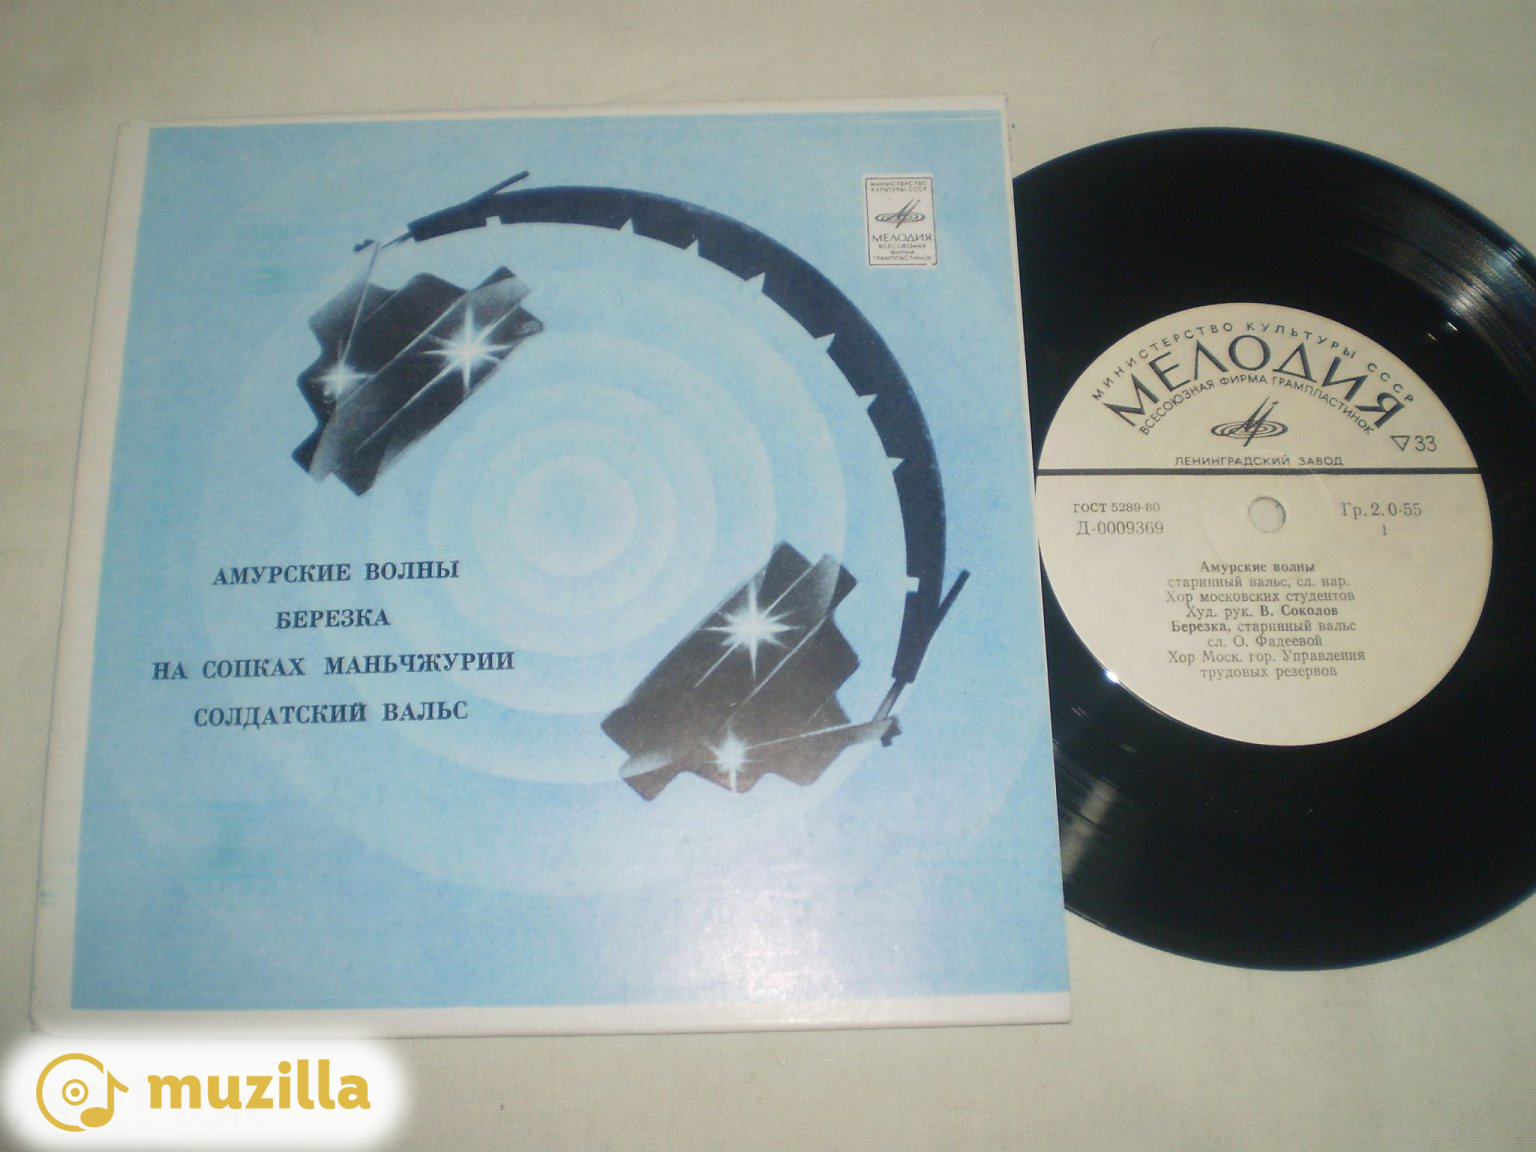 МИНИСТЕРСТВО
КУЛЬТУРЫ СССР
МЕЛОДИЯ
ВСЕСОЮЗНАЯ
ФИРМА
ГРАМПЛАСТИНОК
АМУРСКИЕ ВОЛНЫ
БЕРЕЗКА
НА СОПКАХ МАНЬЧЖУРИИ
СОЛДАТСКИЙ ВАЛЬС
МИНИСТЕРСТВО КУЛЬТУРЫ СССР
МЕЛОДИЯ
ВСЕСОЮЗНАЯ ФИРМА ГРАМПЛАСТИНОК
33
ЛЕНИНГРАДСКИЙ ЗАВОД
ГОСТ 5289-80
Д-0009369
Гр.2.0-55
1
Амурские волны
старинный вальс, сл. нар.
Хор московских студентов
Худ. рук. В. Соколов
Березка, старинный вальс
сл. О. Фадеевой
Хор Моск. гор. Управления
трудовых резервов
muzilla